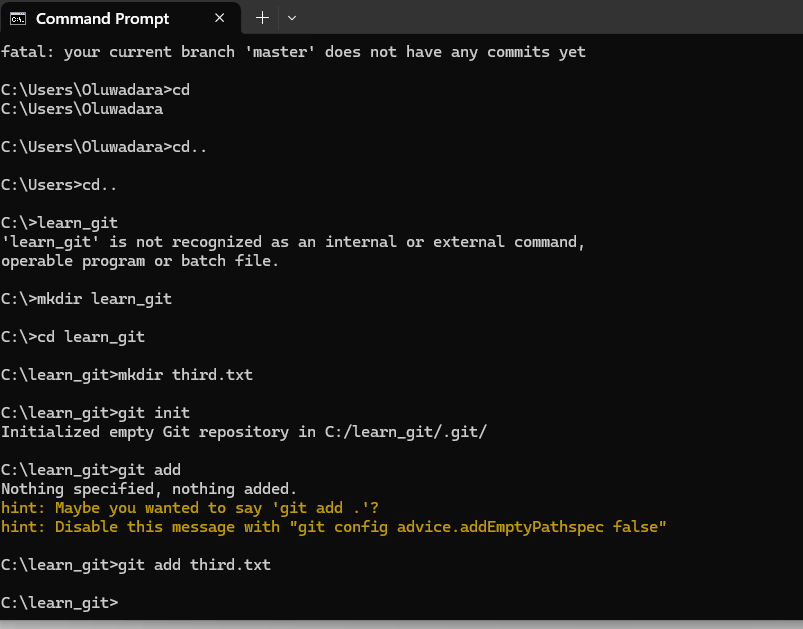 Command Prompt
fatal: your current branch 'master' does not have any commits yet
C:\Users\Oluwadara>cd
C:\Users\Oluwadara
C:\Users\Oluwadara>cd..
C:\Users>cd..
C:\>learn_git
'learn_git' is not recognized as an internal or external command,
operable program or batch file.
C:\>mkdir learn_git
C:\>cd learn_git
C:\learn_git>mkdir third.txt
C:\learn_git>git init
Initialized empty Git repository in C:/learn_git/.git/
C:\learn_git>git add
Nothing specified, nothing added.
hint: Maybe you wanted to say 'git add .'?
hint: Disable this message with "git config advice.addEmptyPathspec false"
C:\learn_git>git add third.txt
C:\learn_git>